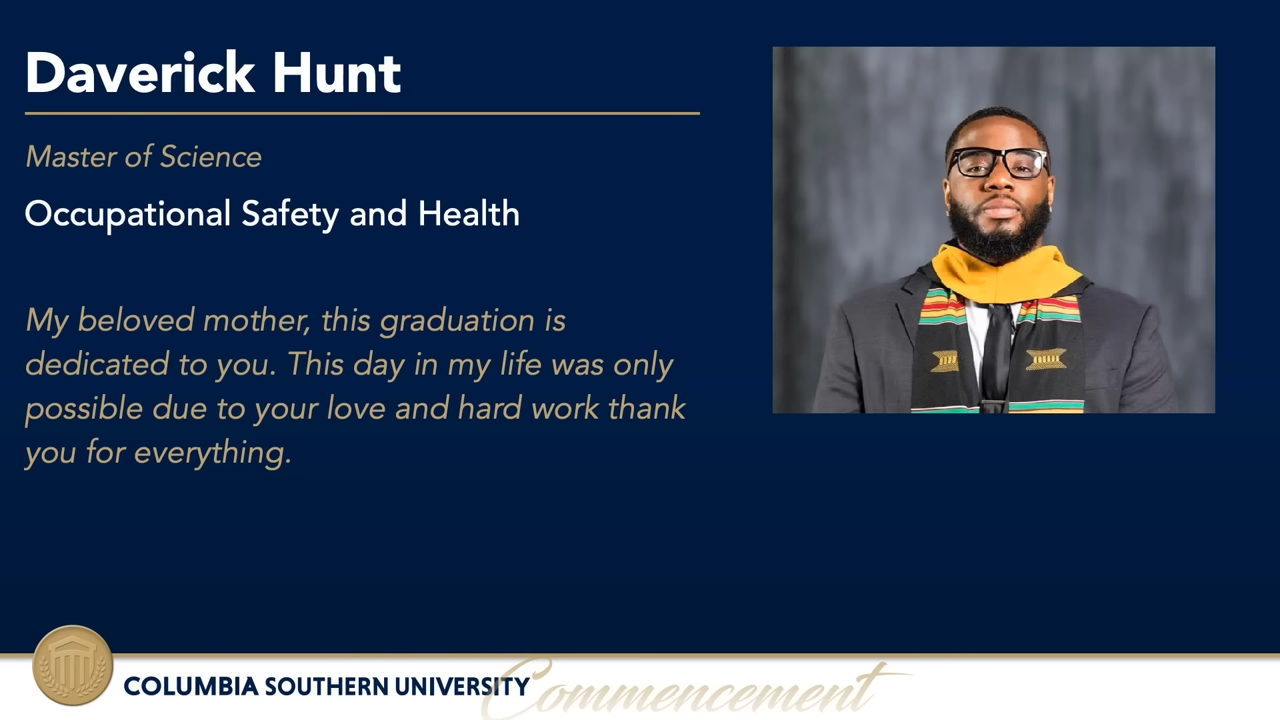 Daverick Hunt
Master of Science
Occupational Safety and Health
My beloved mother, this graduation is
dedicated to you. This day in my life was only
possible due to your love and hard work thank
you for everything.
COLUMBIA SOUTHERN UNIVERSITY
Commencement